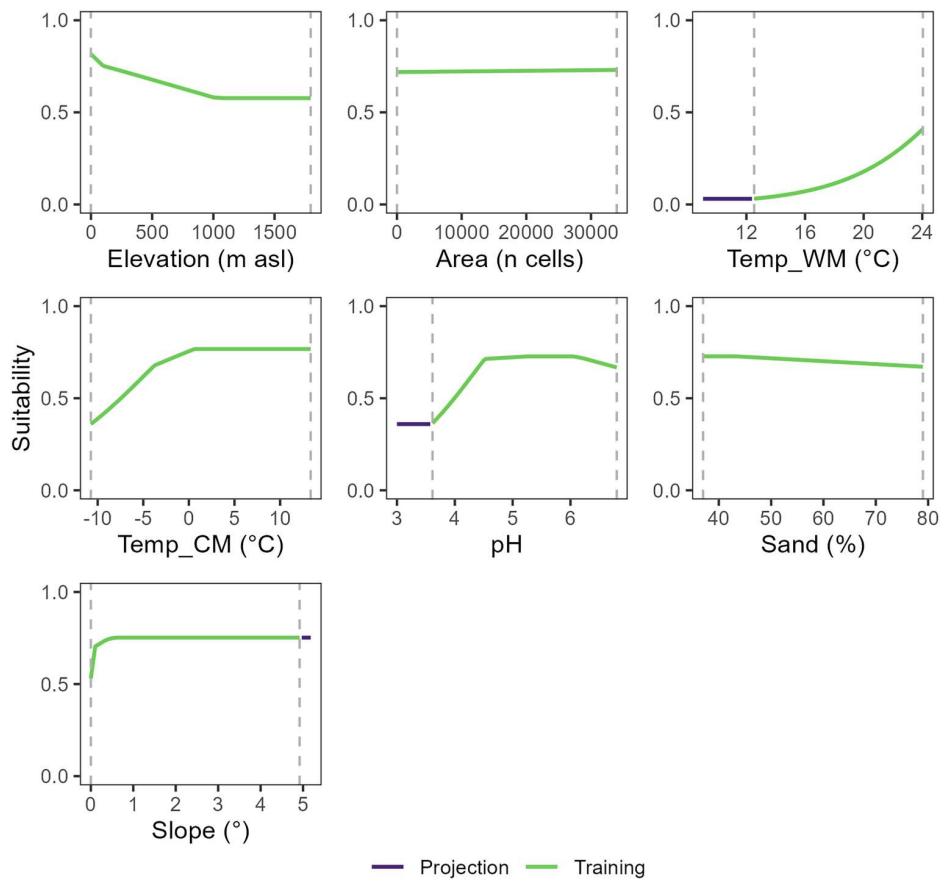 1.0
0.5
0.0
0 500 1000 1500
Elevation (m asl)
1.0
0.5
0.0
0 10000 20000 30000
Area (n cells)
1.0
0.5
0.0
12 16 20 24
Temp_WM (°C)
Suitability
1.0
0.5
0.0
-10 -5 0 5 10
Temp_CM (°C)
1.0
0.5
0.0
3 4 5 6
pH
1.0
0.5
0.0
40 50 60 70 80
Sand (%)
1.0
0.5
0.0
0 1 2 3 4 5
Slope (°)
Projection Training